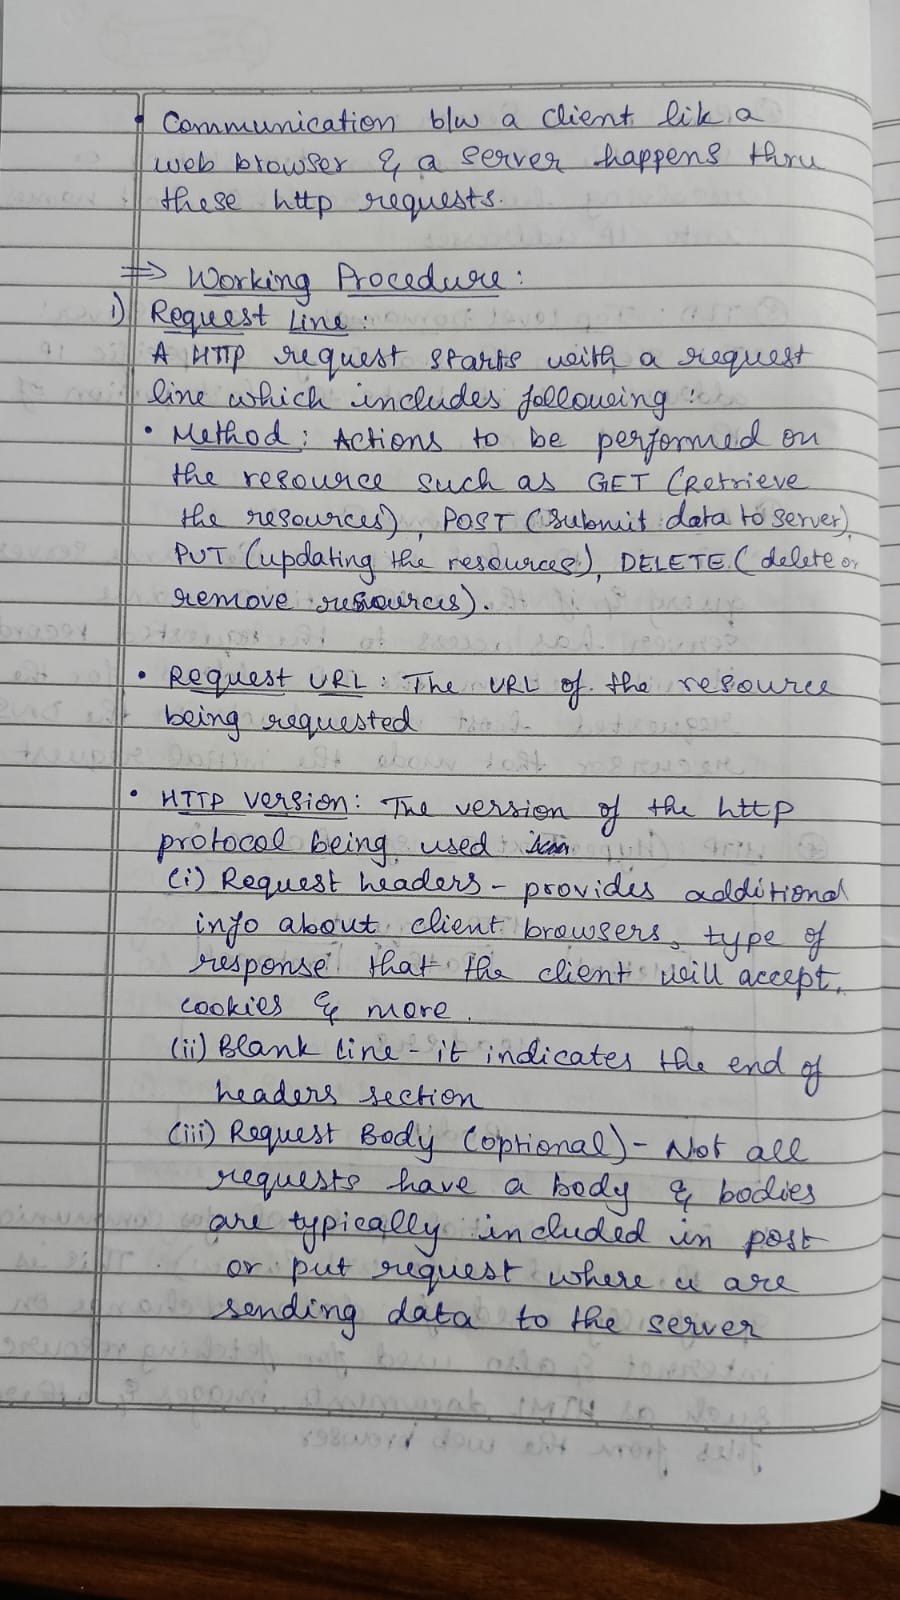 • Communication b/w a client lik a
web browser & a server happens thru
these http requests.
⇒ Working Procedure:
i) Request Line:
A HTTP request starts with a request
line which includes following:
• Method: Actions to be performed on
the resource such as GET (Retrieve
the resources), POST (Submit data to server),
PUT (updating the resources), DELETE (delete or
remove resources).
• Request URL: The URL of the resource
being requested
• HTTP version: The version of the http
protocol being used
(i) Request headers - provides additional
info about client browsers, type of
response that the client will accept,
cookies & more.
(ii) Blank line - it indicates the end of
headers section
(iii) Request Body (optional) - Not all
requests have a body & bodies
are typically included in post
or put request where u are
sending data to the server